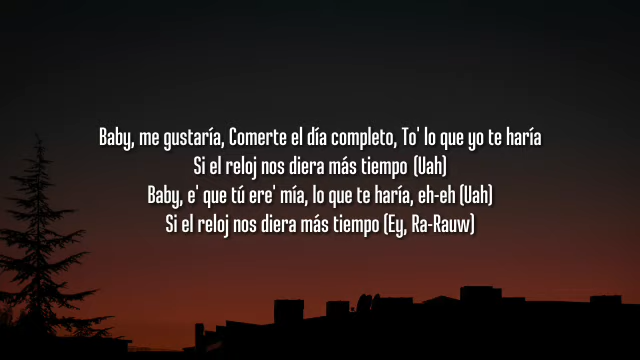 Baby, me gustaría, Comerte el día completo, To' lo que yo te haría
Si el reloj nos diera más tiempo (Uah)
Baby, e' que tú ere' mía, lo que te haría, eh-eh (Uah)
Si el reloj nos diera más tiempo (Ey, Ra-Rauw)